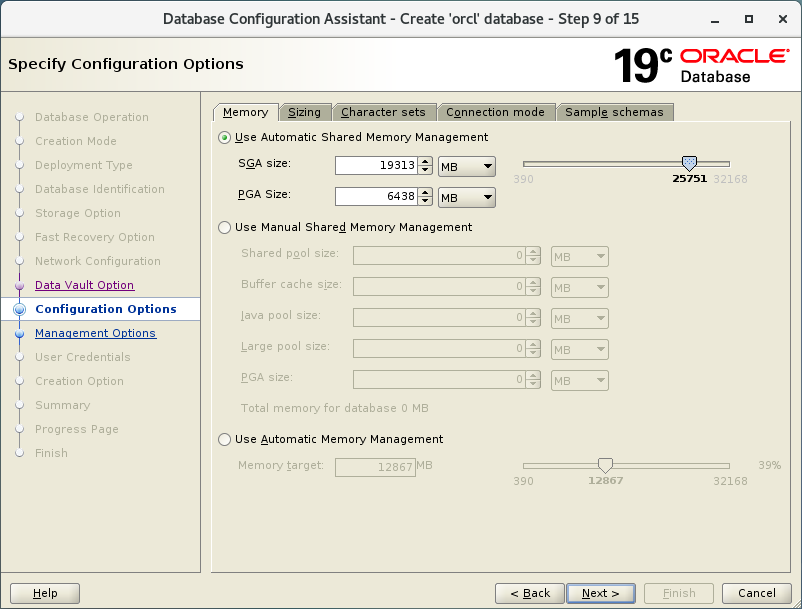 Database Configuration Assistant - Create 'orcl' database - Step 9 of 15
Specify Configuration Options
19c ORACLE
Database
Database Operation
Creation Mode
Deployment Type
Database Identification
Storage Option
Fast Recovery Option
Network Configuration
Data Vault Option
Configuration Options
Management Options
User Credentials
Creation Option
Summary
Progress Page
Finish
Memory Sizing Character sets Connection mode Sample schemas
Use Automatic Shared Memory Management
SGA size: 19313 MB
390 25751 32168
PGA Size: 6438 MB
Use Manual Shared Memory Management
Shared pool size: 0 MB
Buffer cache size: 0 MB
Java pool size: 0 MB
Large pool size: 0 MB
PGA size: 0 MB
Total memory for database 0 MB
Use Automatic Memory Management
Memory target: 12867 MB 39%
390 12867 32168
Help < Back Next > Finish Cancel